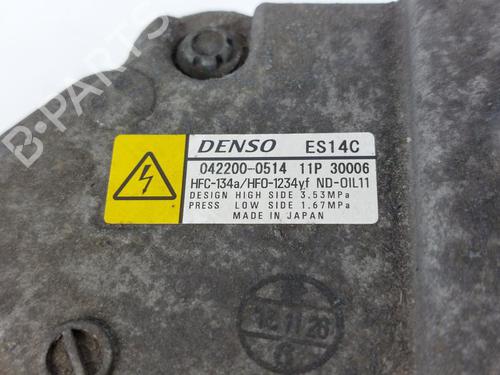 B-PARTS
DENSO ES14C
042200-0514 11P 30006
HFC-134a/HFO-1234yf ND-OIL11
DESIGN HIGH SIDE 3.53MPa
PRESS LOW SIDE 1.67MPa
MADE IN JAPAN
6